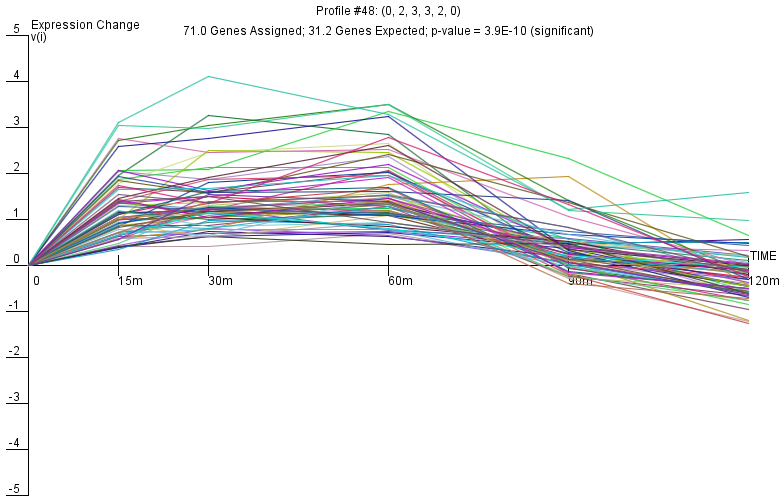 Profile #48: (0, 2, 3, 3, 2, 0)
Expression Change
v(i)
71.0 Genes Assigned; 31.2 Genes Expected; p-value = 3.9E-10 (significant)
5
4
3
2
1
0
-1
-2
-3
-4
-5
TIME
0 15m 30m 60m 90m 120m